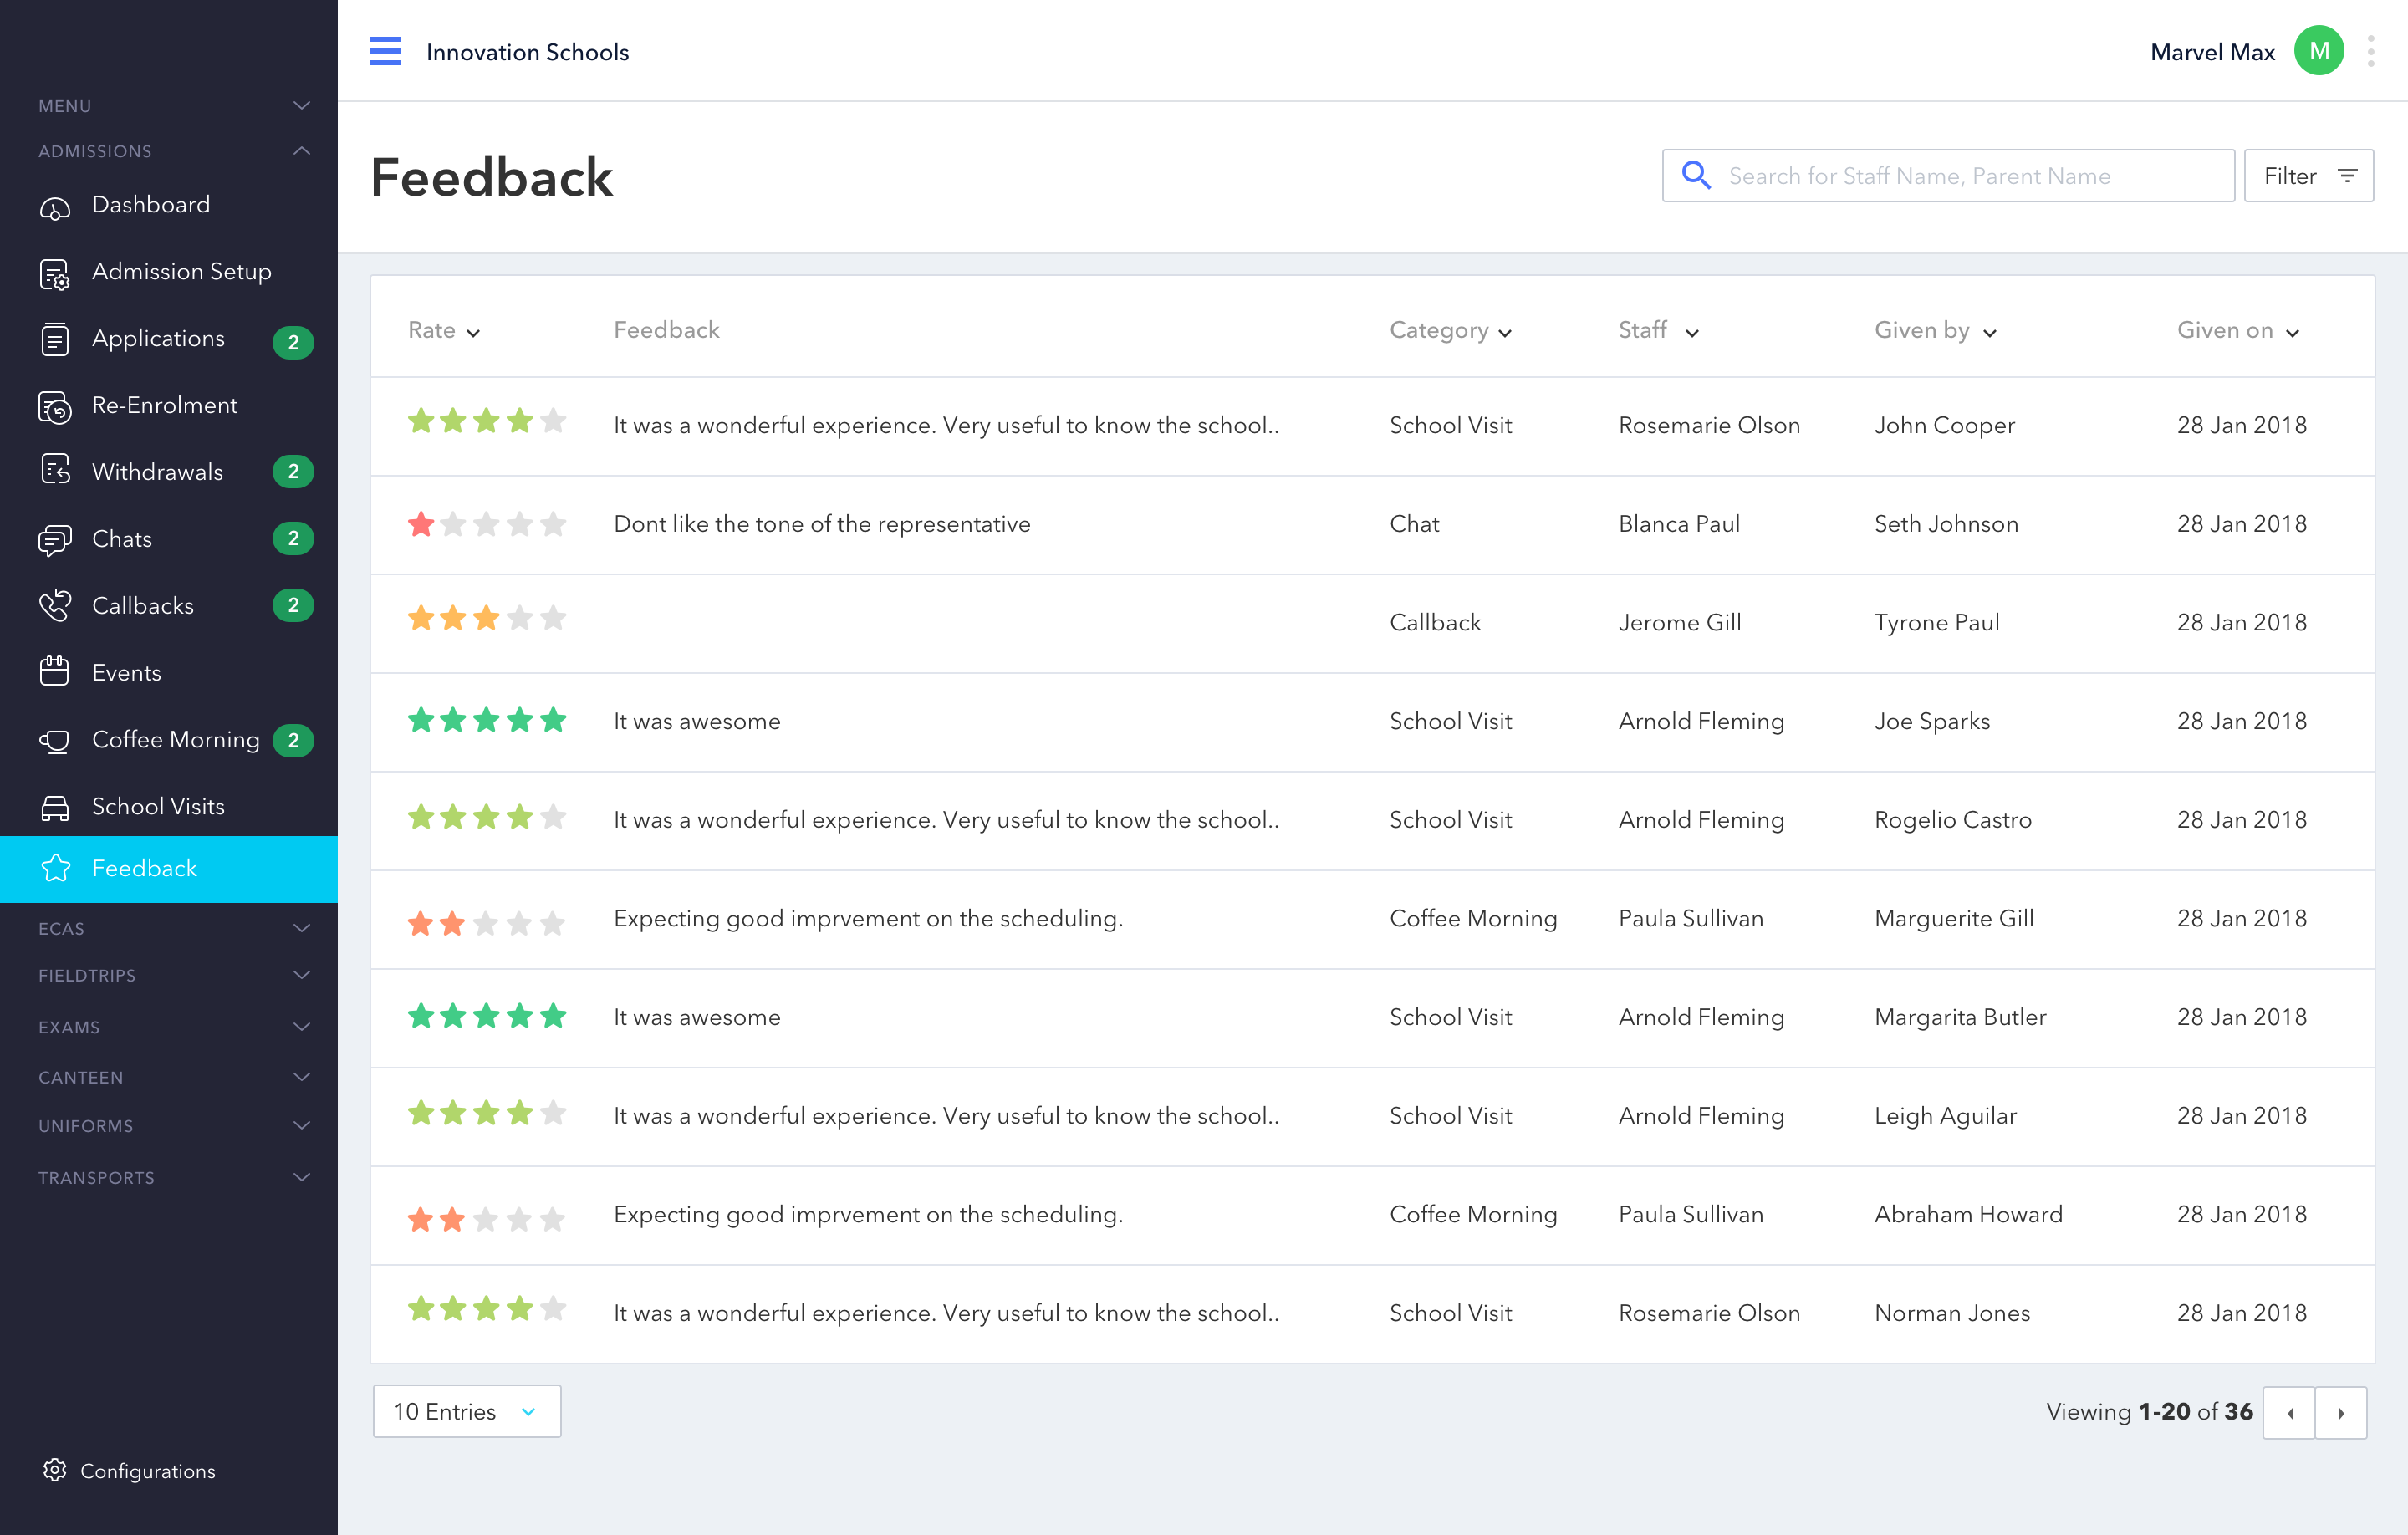 Innovation Schools
Marvel Max M
MENU
ADMISSIONS
Dashboard
Admission Setup
Applications 2
Re-Enrolment
Withdrawals 2
Chats 2
Callbacks 2
Events
Coffee Morning 2
School Visits
Feedback
ECAS
FIELDTRIPS
EXAMS
CANTEEN
UNIFORMS
TRANSPORTS
Configurations
Feedback
Search for Staff Name, Parent Name
Filter
Rate Feedback Category Staff Given by Given on
It was a wonderful experience. Very useful to know the school.. School Visit Rosemarie Olson John Cooper 28 Jan 2018
Dont like the tone of the representative Chat Blanca Paul Seth Johnson 28 Jan 2018
Callback Jerome Gill Tyrone Paul 28 Jan 2018
It was awesome School Visit Arnold Fleming Joe Sparks 28 Jan 2018
It was a wonderful experience. Very useful to know the school.. School Visit Arnold Fleming Rogelio Castro 28 Jan 2018
Expecting good imprvement on the scheduling. Coffee Morning Paula Sullivan Marguerite Gill 28 Jan 2018
It was awesome School Visit Arnold Fleming Margarita Butler 28 Jan 2018
It was a wonderful experience. Very useful to know the school.. School Visit Arnold Fleming Leigh Aguilar 28 Jan 2018
Expecting good imprvement on the scheduling. Coffee Morning Paula Sullivan Abraham Howard 28 Jan 2018
It was a wonderful experience. Very useful to know the school.. School Visit Rosemarie Olson Norman Jones 28 Jan 2018
10 Entries
Viewing 1-20 of 36